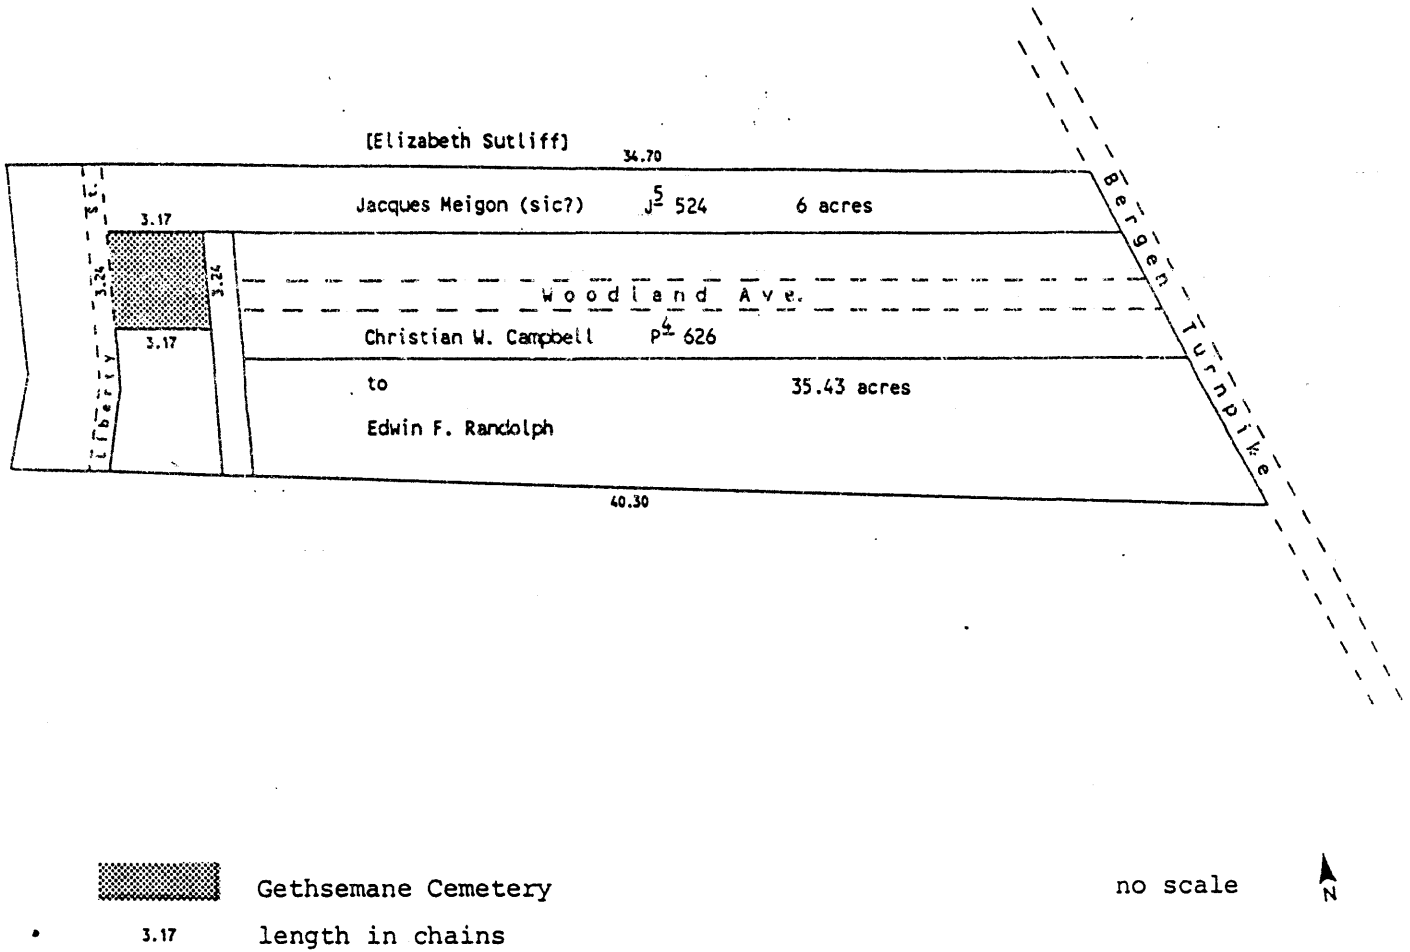 [Elizabeth Sutliff]
34.70
Jacques Meigon (sic?) J5 524 6 acres
3.17
3.24
3.24
3.17
Liberty St.
Woodland Ave.
Christian W. Campbell P4 626
to
35.43 acres
Edwin F. Randolph
40.30
Bergen Turnpike
Gethsemane Cemetery
no scale
N
3.17 length in chains